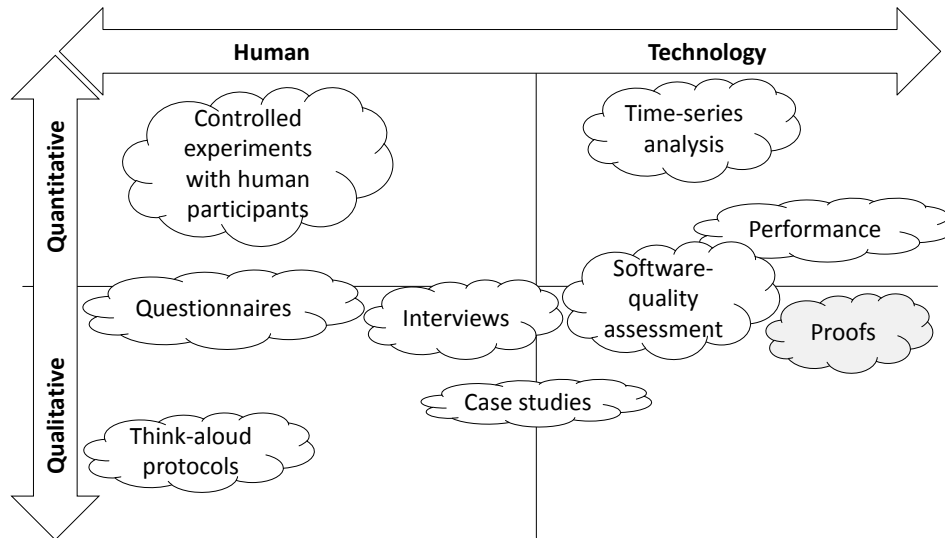 Human
Technology
Quantitative
Qualitative
Controlled
experiments
with human
participants
Time-series
analysis
Performance
Software-
quality
assessment
Questionnaires
Interviews
Proofs
Case studies
Think-aloud
protocols